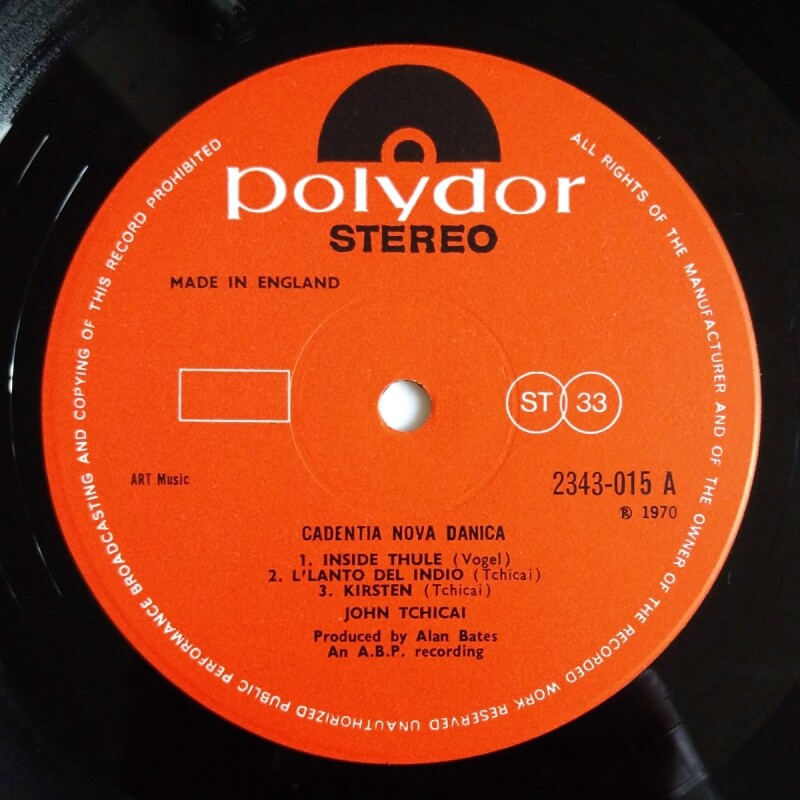 polydor
STEREO
MADE IN ENGLAND
ST 33
ART Music
2343-015 A
℗ 1970
CADENTIA NOVA DANICA
1. INSIDE THULE (Vogel)
2. L'LANTO DEL INDIO (Tchicai)
3. KIRSTEN (Tchicai)
JOHN TCHICAI
Produced by Alan Bates
An A.B.P. recording
ALL RIGHTS OF THE MANUFACTURER AND OF THE OWNER OF THE RECORDED WORK RESERVED UNAUTHORIZED PUBLIC PERFORMANCE BROADCASTING AND COPYING OF THIS RECORD PROHIBITED